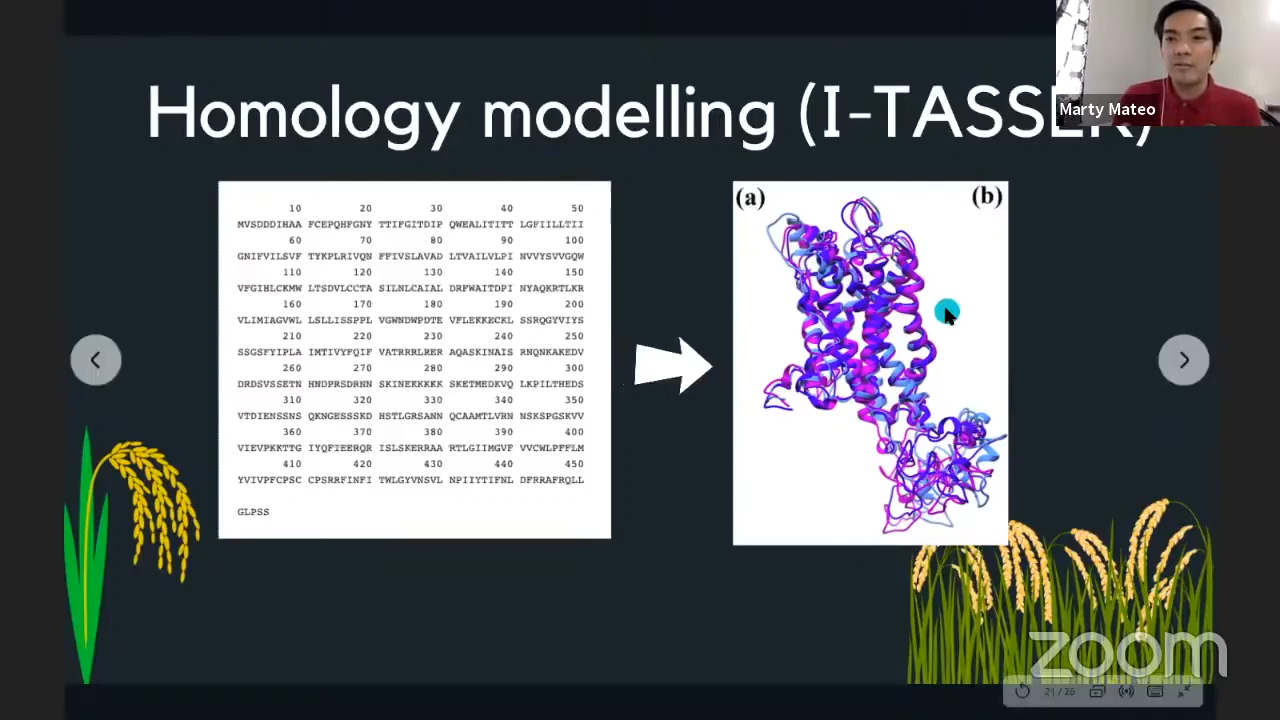 Homology modelling (I-TASSER)
Marty Mateo
10 20 30 40 50
MVSDDDIHAA FCEPQHFGNY TTIFGITDIP QWEALITITT LGFIILLTII
60 70 80 90 100
GNIFVILSVF TYKPLRIVQN FFIVSLAVAD LTVAILVLPI NVVYSVVGQW
110 120 130 140 150
VFGIHLCKMW LTSDVLCCTA SILNLCAIAL DRFWAITDPI NYAQKRTLKR
160 170 180 190 200
VLIMIAGVWL LSLLISSPPL VGWNDWPDTE VFLEKKECKL SSRQGYVIYS
210 220 230 240 250
SSGSFYIPLA IMTIVYFQIF VATRRRLRER AQASKINAIS RNQNKAKEDV
260 270 280 290 300
DRDSVSSETN HNDPRSDRNN SKINEKKKKK SKETMEDKVQ LKPILTHEDS
310 320 330 340 350
VTDIENSSNS QKNGESSSKD HSTLGRSANN QCAAMTLVRN NSKSPGSKVV
360 370 380 390 400
VIEVPKKTTG IYQFIEERQR ISLSKERRAA RTLGIIMGVF VVCWLPFFLM
410 420 430 440 450
YVIVPFCPSC CPSRRFINFI TWLGYVNSVL NPIIYTIFNL DFRRAFRQLL
GLPSS
(a) (b)
zoom
21 / 26